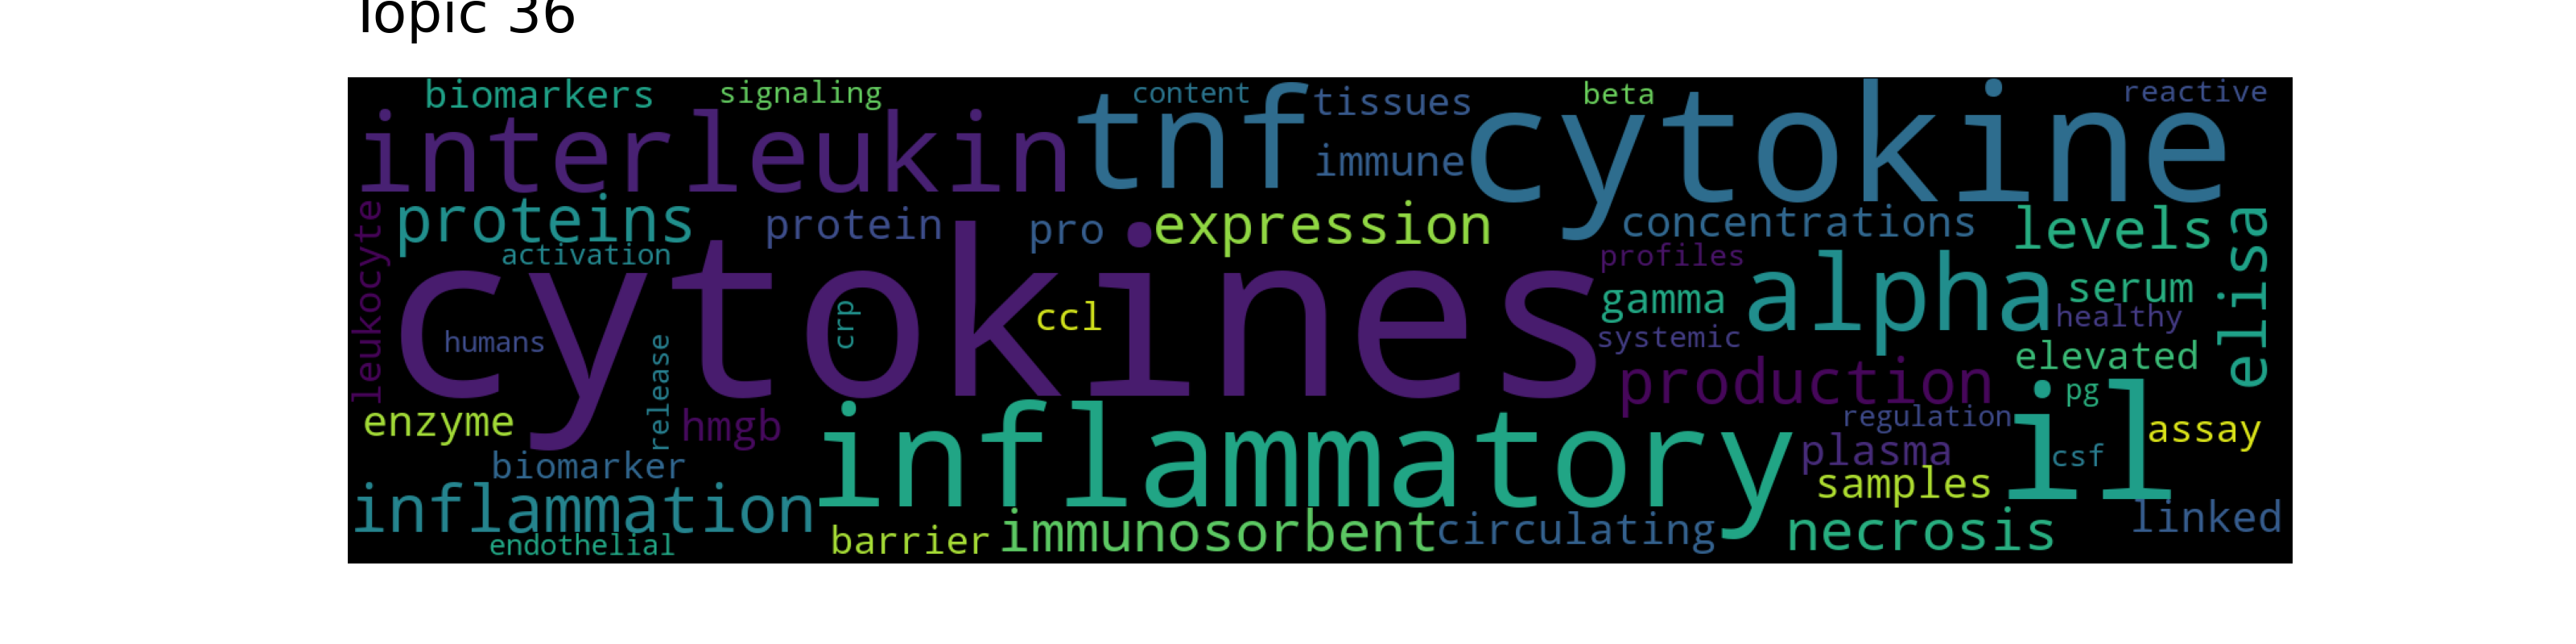 Topic 36
biomarkers signaling content tissues beta reactive
interleukin tnf immune cytokine
leukocyte proteins protein pro expression concentrations levels elisa
activation profiles
cytokines gamma alpha serum
humans crp ccl systemic healthy
release production elevated
enzyme hmgb regulation il pg assay
biomarker inflammatory plasma csf
inflammation samples linked
endothelial barrier immunosorbent circulating necrosis